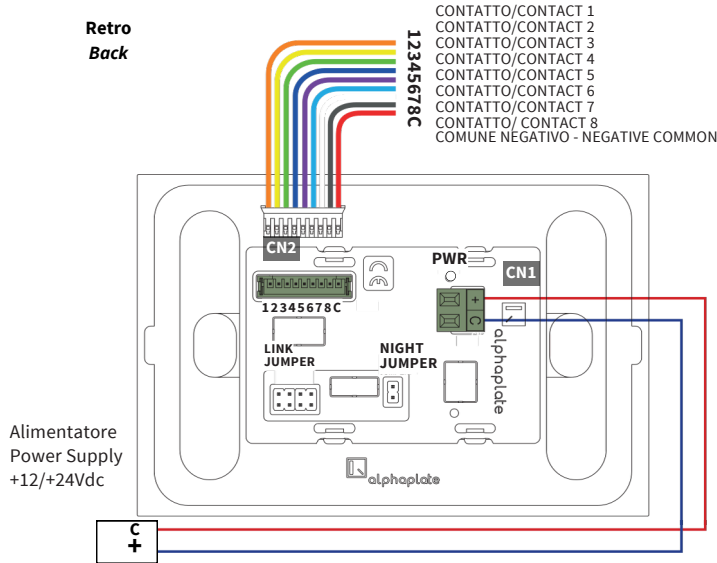 Retro
Back
CONTATTO/CONTACT 1
CONTATTO/CONTACT 2
CONTATTO/CONTACT 3
CONTATTO/CONTACT 4
CONTATTO/CONTACT 5
CONTATTO/CONTACT 6
CONTATTO/CONTACT 7
CONTATTO/ CONTACT 8
COMUNE NEGATIVO - NEGATIVE COMMON
12345678C
CN2
PWR
CN1
12345678C
+
C
LINK
JUMPER
NIGHT
JUMPER
alphaplate
alphaplate
Alimentatore
Power Supply
+12/+24Vdc
C
+